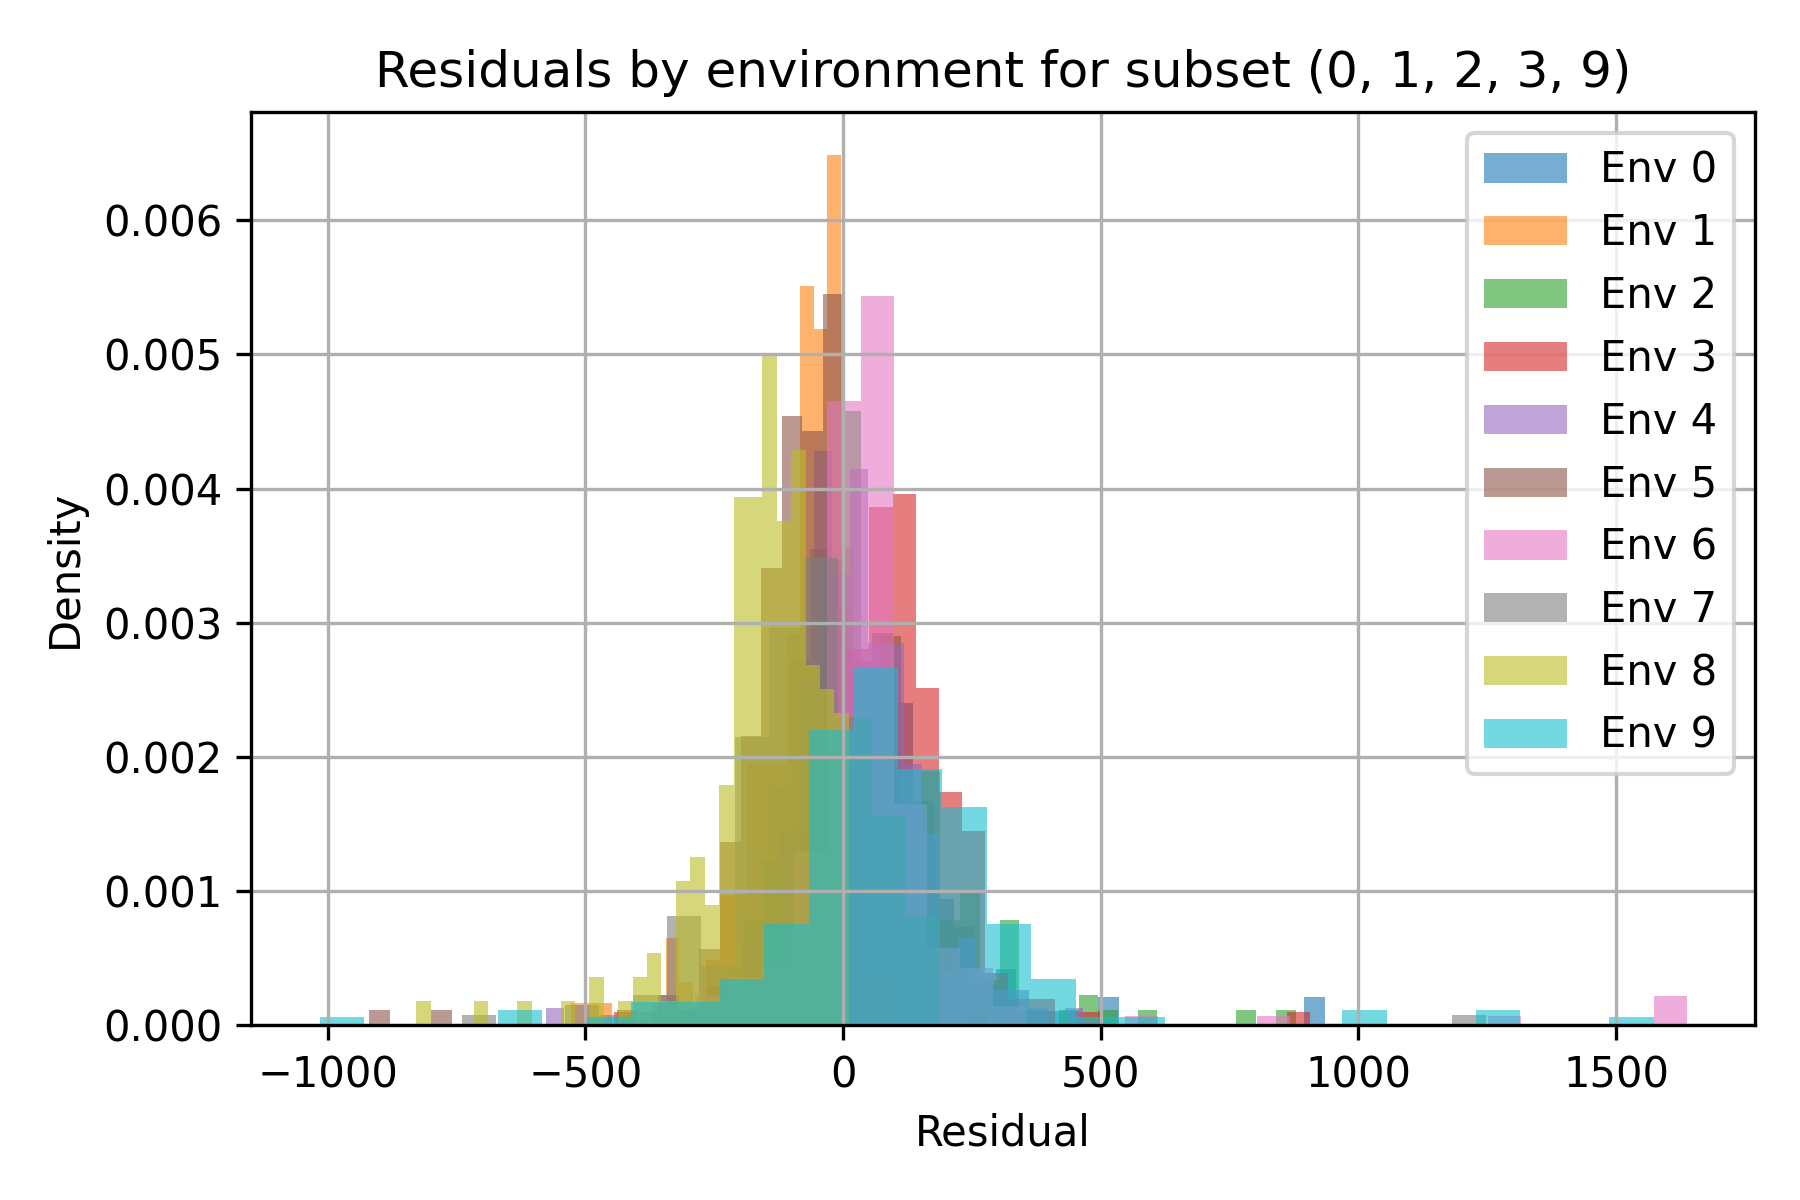 Residuals by environment for subset (0, 1, 2, 3, 9)
Density
0.006
0.005
0.004
0.003
0.002
0.001
0.000
−1000 −500 0 500 1000 1500
Residual
Env 0
Env 1
Env 2
Env 3
Env 4
Env 5
Env 6
Env 7
Env 8
Env 9